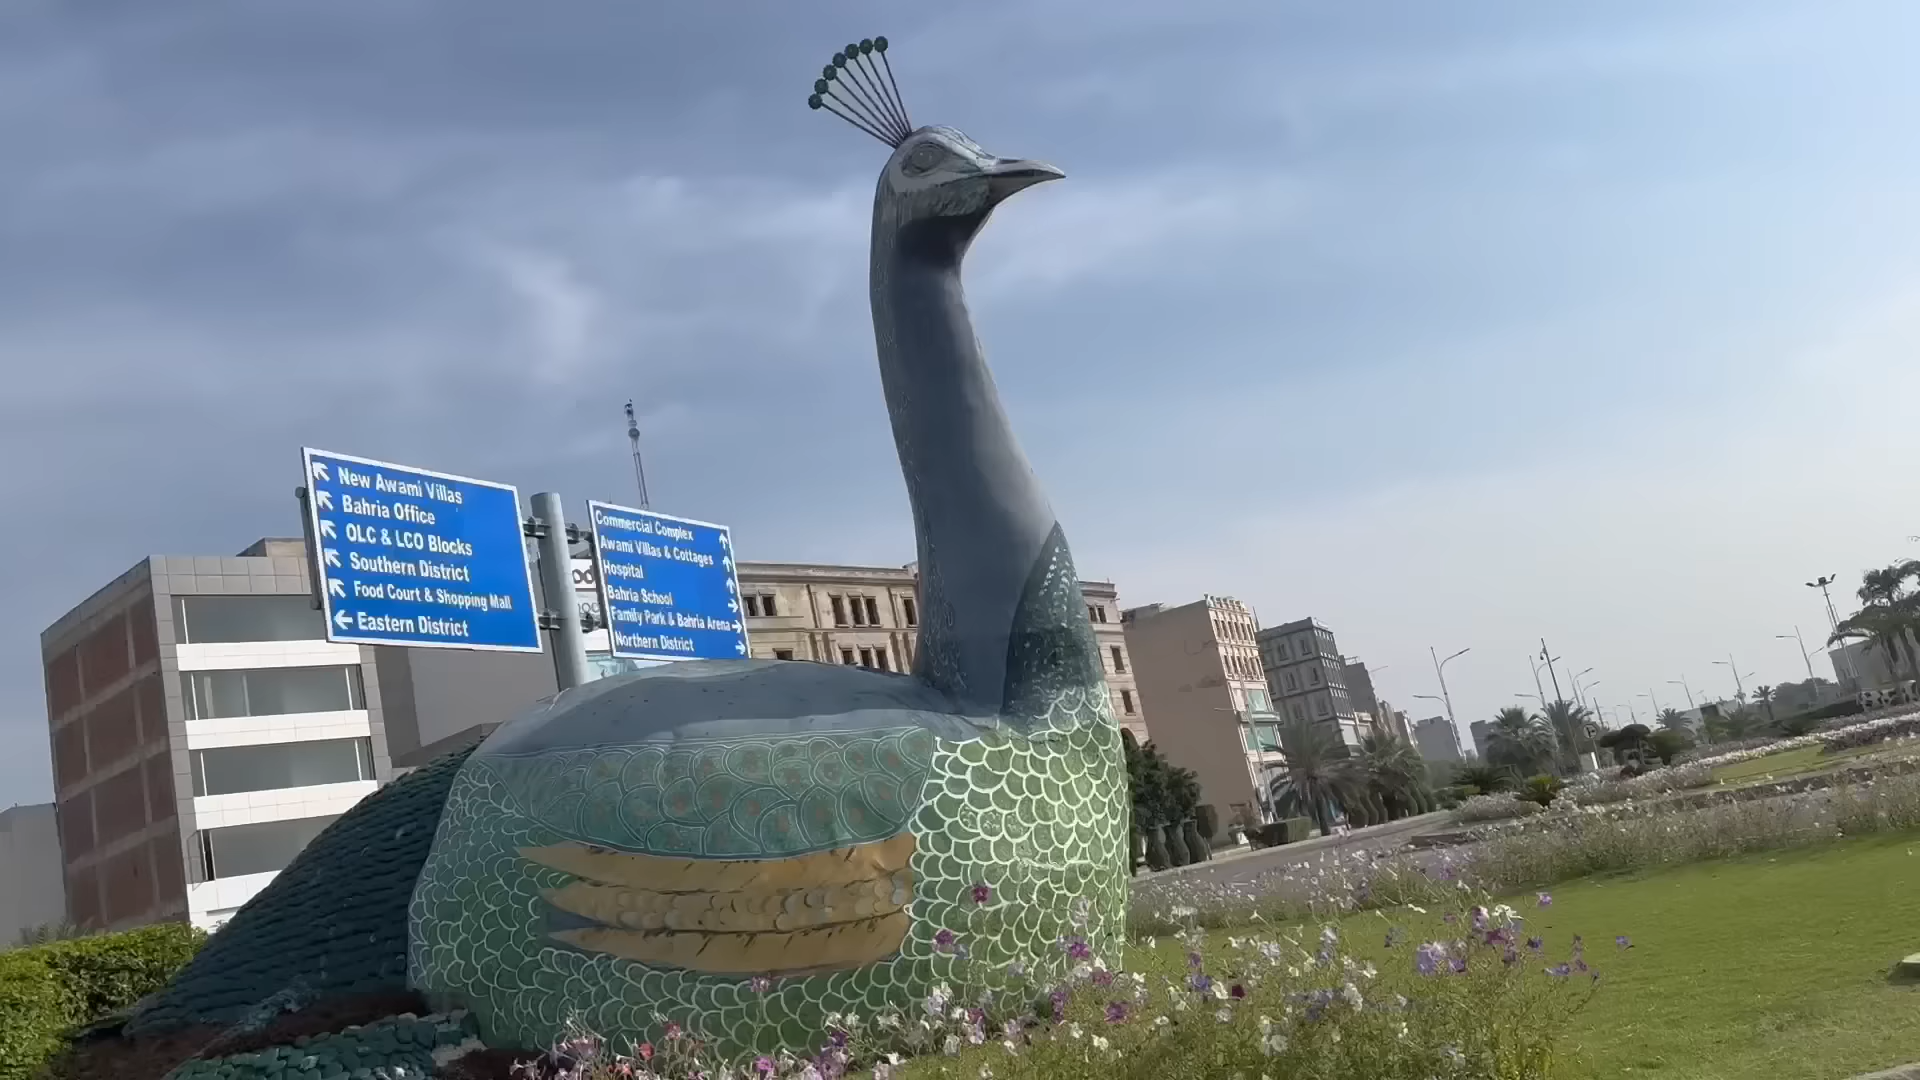 New Awami Villas
Bahria Office
OLC & LCO Blocks
Southern District
Food Court & Shopping Mall
Eastern District
Commercial Complex
Awami Villas & Cottages
Hospital
Bahria School
Family Park & Bahria Arena
Northern District